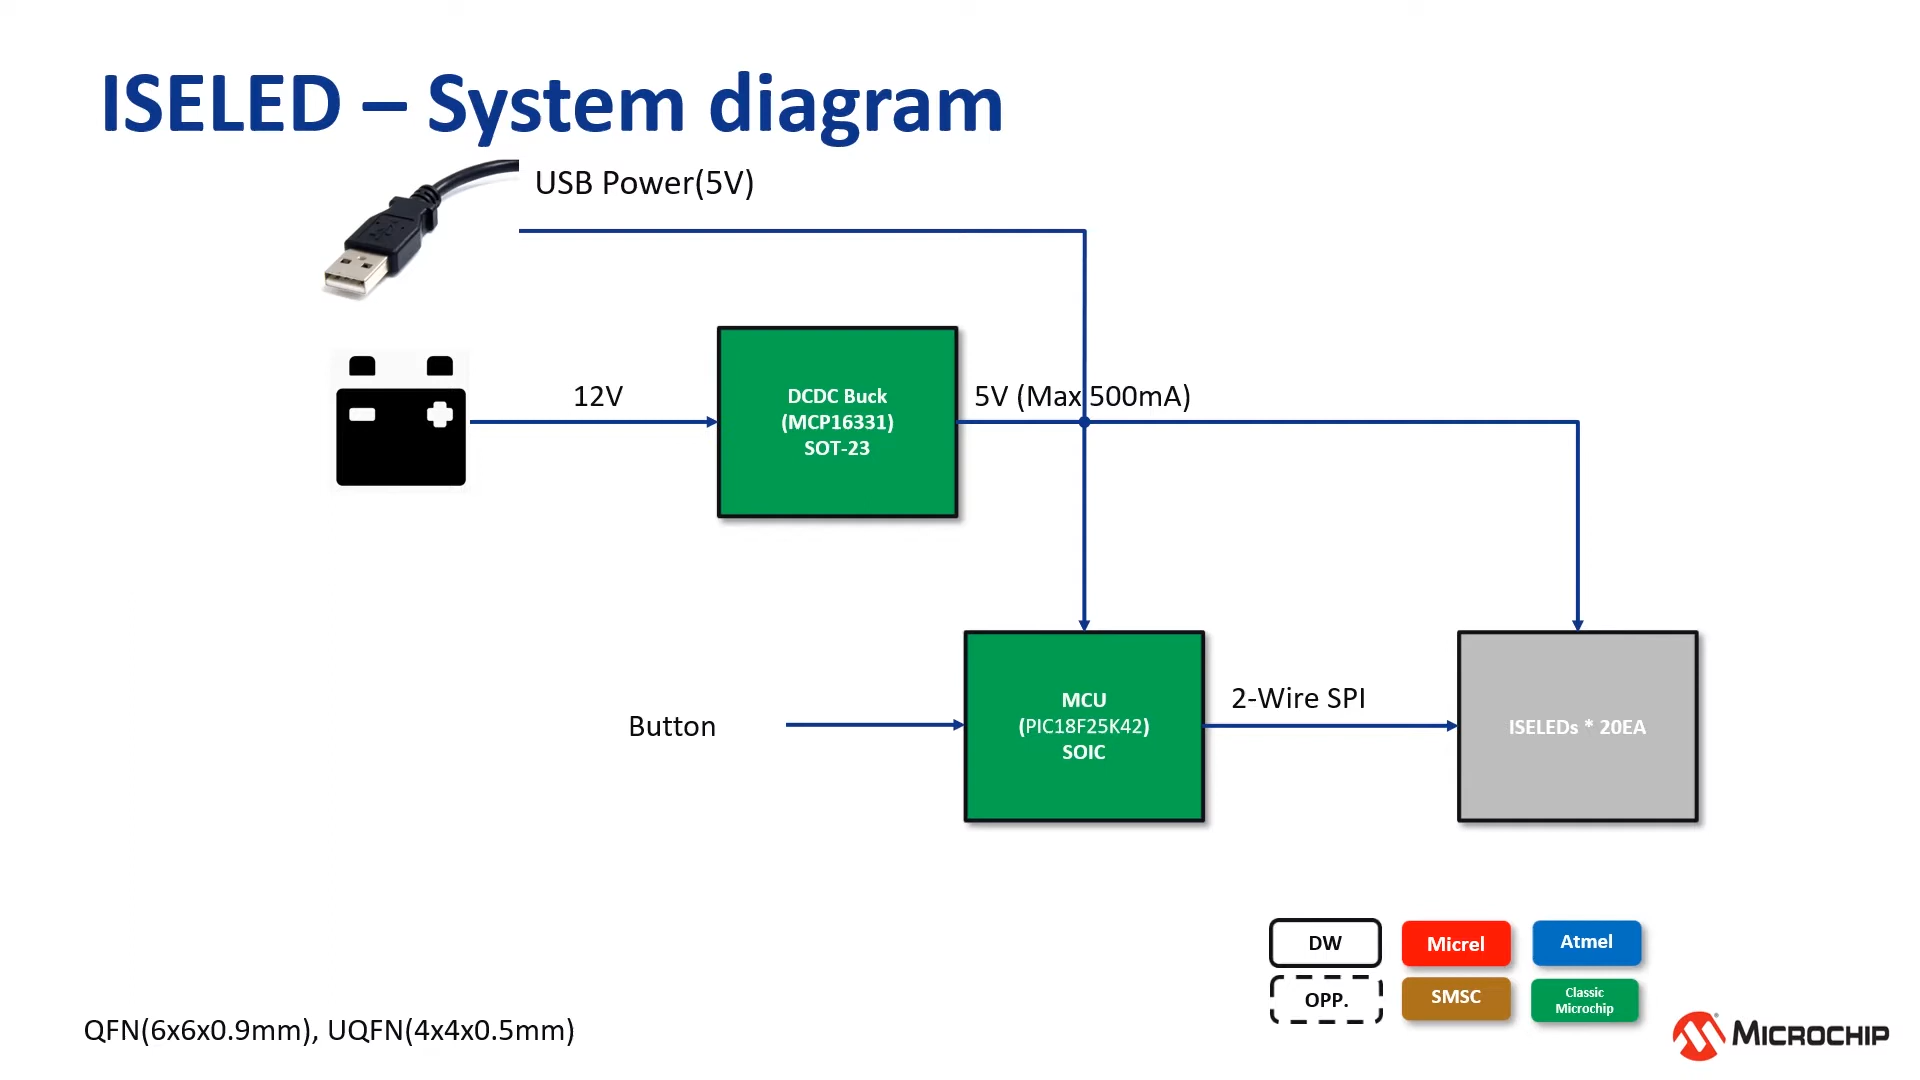 ISELED – System diagram
USB Power(5V)
12V
DCDC Buck
(MCP16331)
SOT-23
5V (Max 500mA)
Button
MCU
(PIC18F25K42)
SOIC
2-Wire SPI
ISELEDs * 20EA
DW
Micrel
Atmel
OPP.
SMSC
Classic
Microchip
QFN(6x6x0.9mm), UQFN(4x4x0.5mm)
MICROCHIP